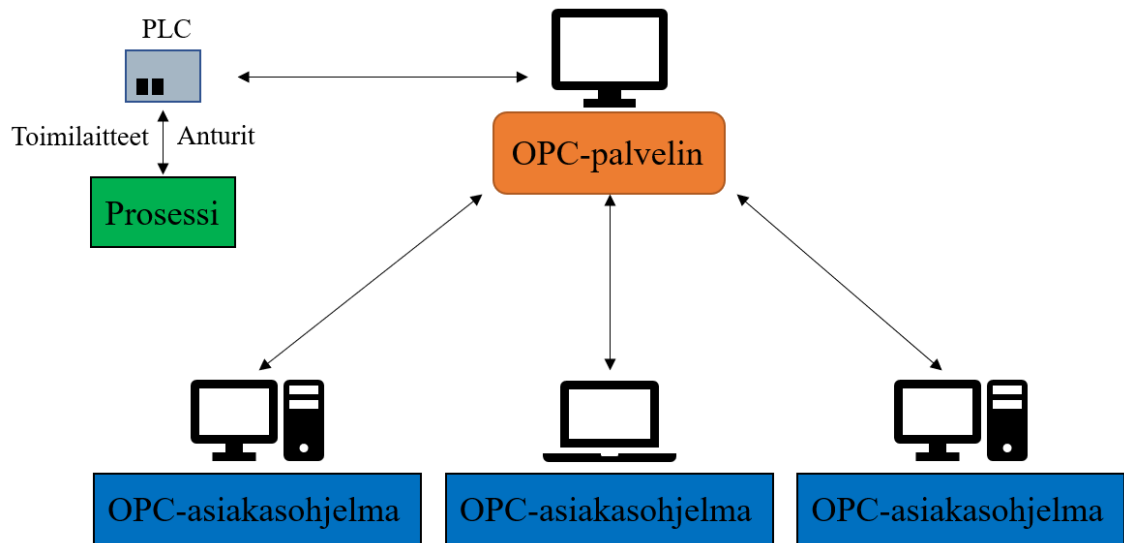 PLC
Toimilaitteet Anturit
OPC-palvelin
Prosessi
OPC-asiakasohjelma OPC-asiakasohjelma OPC-asiakasohjelma